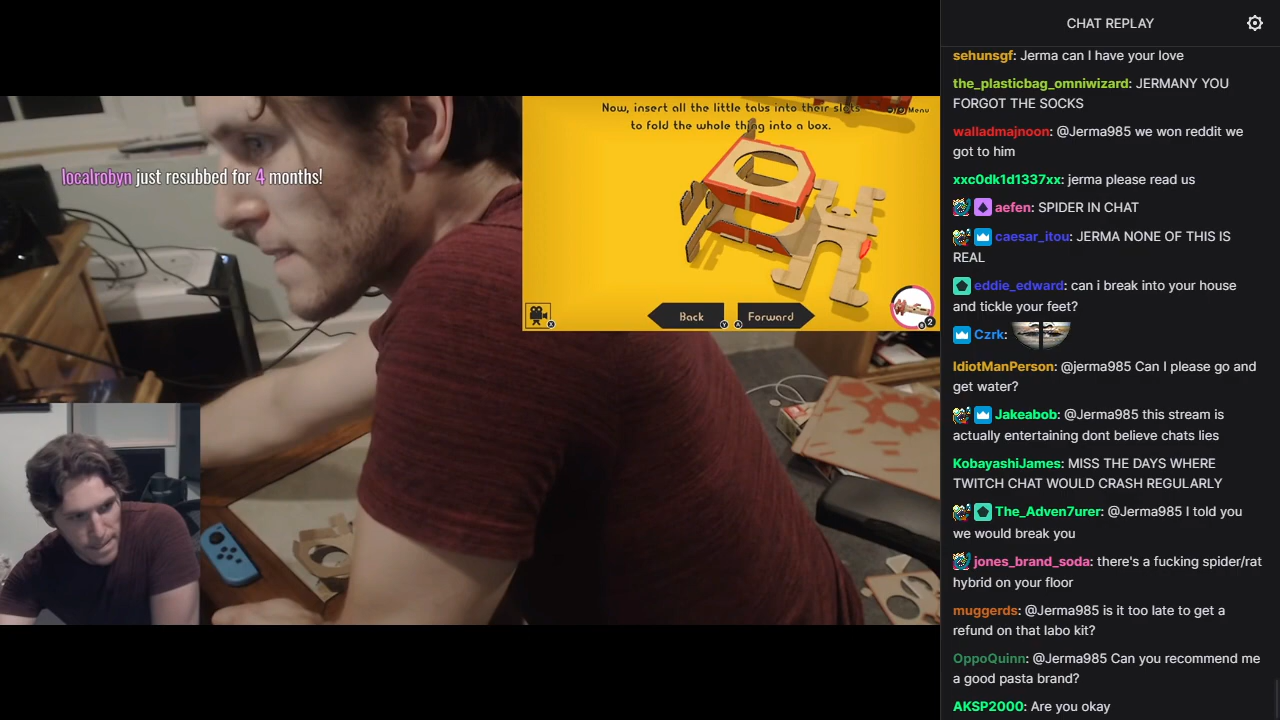 CHAT REPLAY
sehunsgf: Jerma can I have your love
the_plasticbag_omniwizard: JERMANY YOU
FORGOT THE SOCKS
walladmajnoon: @Jerma985 we won reddit we
got to him
xxc0dk1d1337xx: jerma please read us
aefen: SPIDER IN CHAT
caesar_itou: JERMA NONE OF THIS IS
REAL
eddie_edward: can i break into your house
and tickle your feet?
Czrk:
IdiotManPerson: @jerma985 Can I please go and
get water?
Jakeabob: @Jerma985 this stream is
actually entertaining dont believe chats lies
KobayashiJames: MISS THE DAYS WHERE
TWITCH CHAT WOULD CRASH REGULARLY
The_Adven7urer: @Jerma985 I told you
we would break you
jones_brand_soda: there's a fucking spider/rat
hybrid on your floor
muggerds: @Jerma985 is it too late to get a
refund on that labo kit?
OppoQuinn: @Jerma985 Can you recommend me
a good pasta brand?
AKSP2000: Are you okay
localrobyn just resubbed for 4 months!
Now, insert all the little tabs into their slots
to fold the whole thing into a box.
Menu
Back
Forward